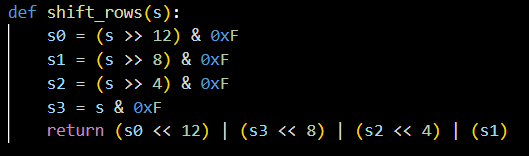 def shift_rows(s):
    s0 = (s >> 12) & 0xF
    s1 = (s >> 8) & 0xF
    s2 = (s >> 4) & 0xF
    s3 = s & 0xF
    return (s0 << 12) | (s3 << 8) | (s2 << 4) | (s1)